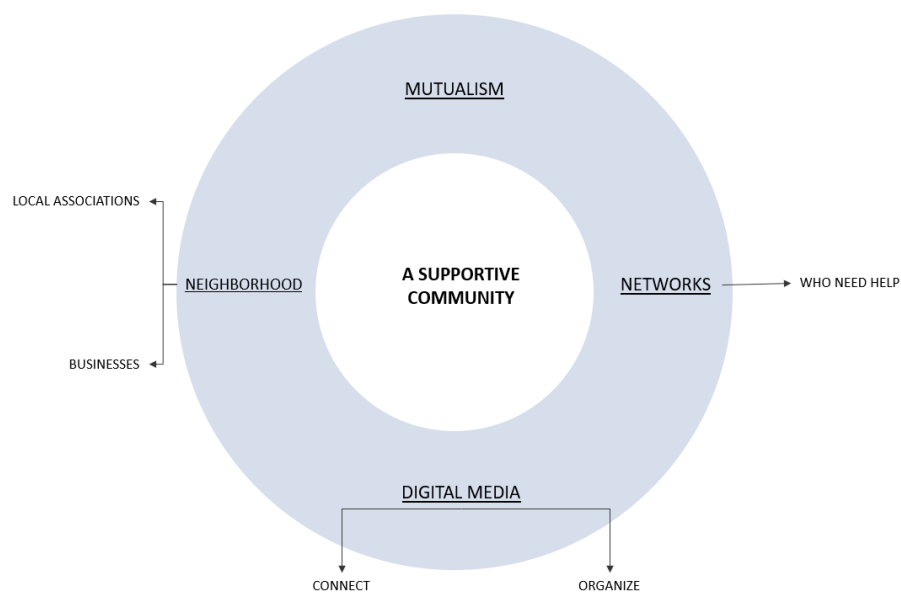 MUTUALISM
LOCAL ASSOCIATIONS
A SUPPORTIVE
COMMUNITY
NEIGHBORHOOD
NETWORKS
WHO NEED HELP
BUSINESSES
DIGITAL MEDIA
CONNECT
ORGANIZE